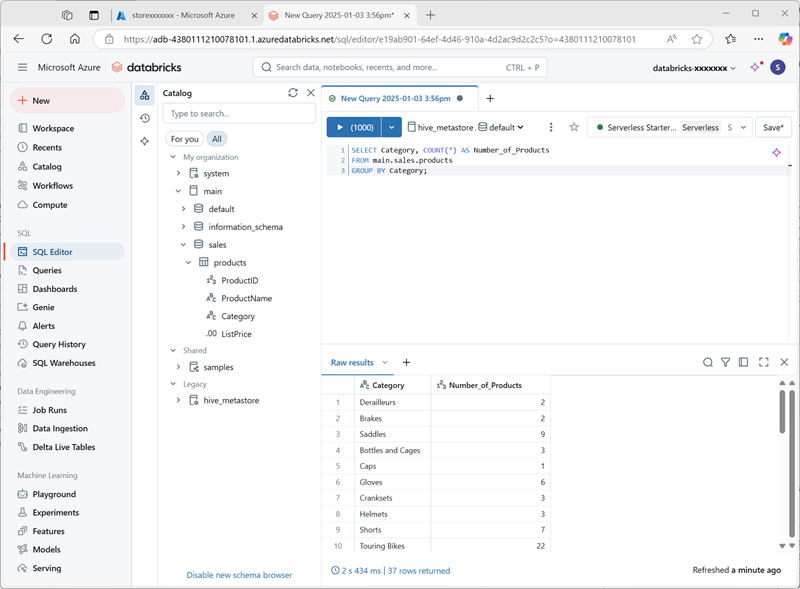 storexxxxxxx - Microsoft Azure
New Query 2025-01-03 3:56pm*
https://adb-4380111210078101.1.azuredatabricks.net/sql/editor/e19ab901-64ef-4d46-910a-4d2ac9d2c2c5?o=4380111210078101
Microsoft Azure
databricks
Search data, notebooks, recents, and more...
CTRL + P
databricks-xxxxxxx
S
New
Workspace
Recents
Catalog
Workflows
Compute
SQL
SQL Editor
Queries
Dashboards
Genie
Alerts
Query History
SQL Warehouses
Data Engineering
Job Runs
Data Ingestion
Delta Live Tables
Machine Learning
Playground
Experiments
Features
Models
Serving
Catalog
Type to search...
For you
All
My organization
system
main
default
information_schema
sales
products
ProductID
ProductName
Category
ListPrice
Shared
samples
Legacy
hive_metastore
Disable new schema browser
New Query 2025-01-03 3:56pm
(1000)
hive_metastore . default
Serverless Starter... Serverless S
Save*
1 SELECT Category, COUNT(*) AS Number_of_Products
2 FROM main.sales.products
3 GROUP BY Category;
Raw results
Category Number_of_Products
1 Derailleurs 2
2 Brakes 2
3 Saddles 9
4 Bottles and Cages 3
5 Caps 1
6 Gloves 6
7 Cranksets 3
8 Helmets 3
9 Shorts 7
10 Touring Bikes 22
2 s 434 ms | 37 rows returned
Refreshed a minute ago